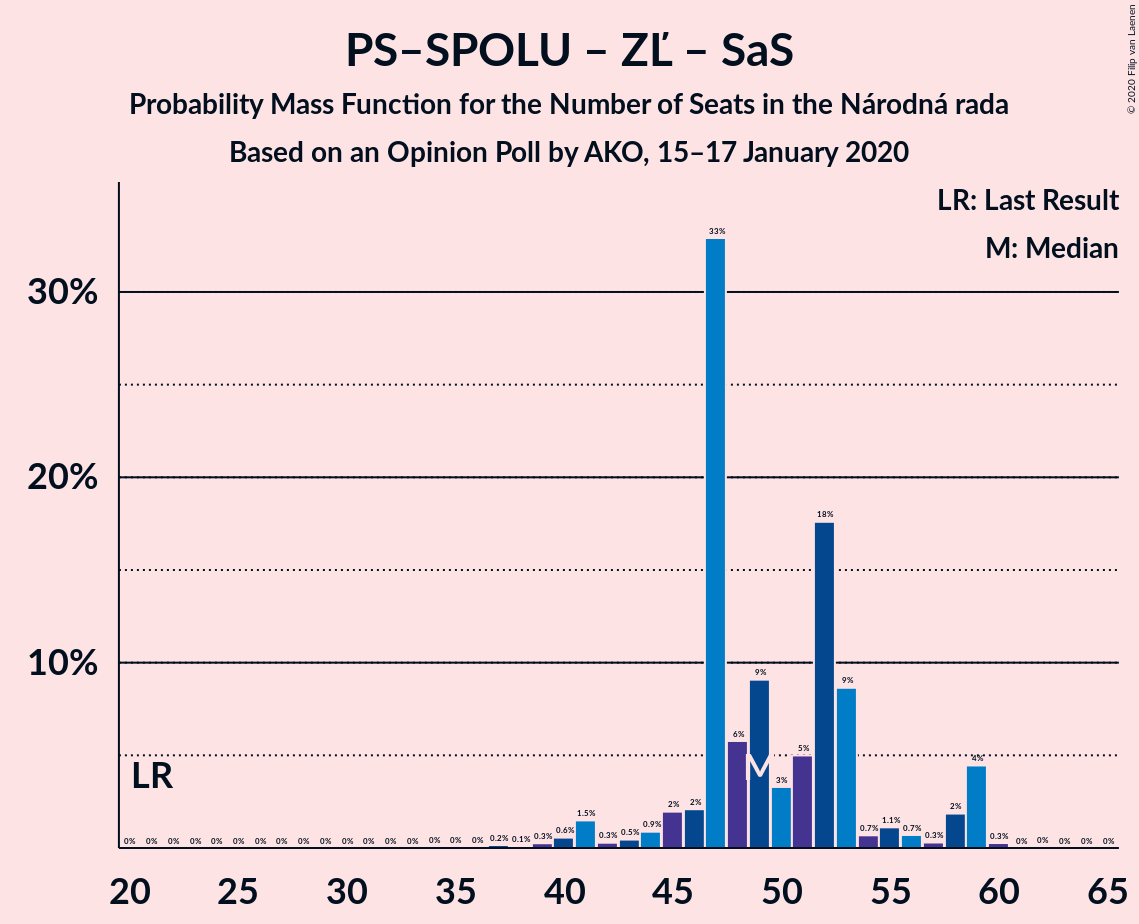 PS–SPOLU – ZĽ – SaS
Probability Mass Function for the Number of Seats in the Národná rada
Based on an Opinion Poll by AKO, 15–17 January 2020
© 2020 Filip van Laenen
LR: Last Result
M: Median
30%
20%
10%
LR
M
0% 0% 0% 0% 0% 0% 0% 0% 0% 0% 0% 0% 0% 0% 0% 0% 0% 0.2% 0.1% 0.3% 0.6% 1.5% 0.3% 0.5% 0.9% 2% 2% 33% 6% 9% 3% 5% 18% 9% 0.7% 1.1% 0.7% 0.3% 2% 4% 0.3% 0% 0% 0% 0% 0%
20 25 30 35 40 45 50 55 60 65